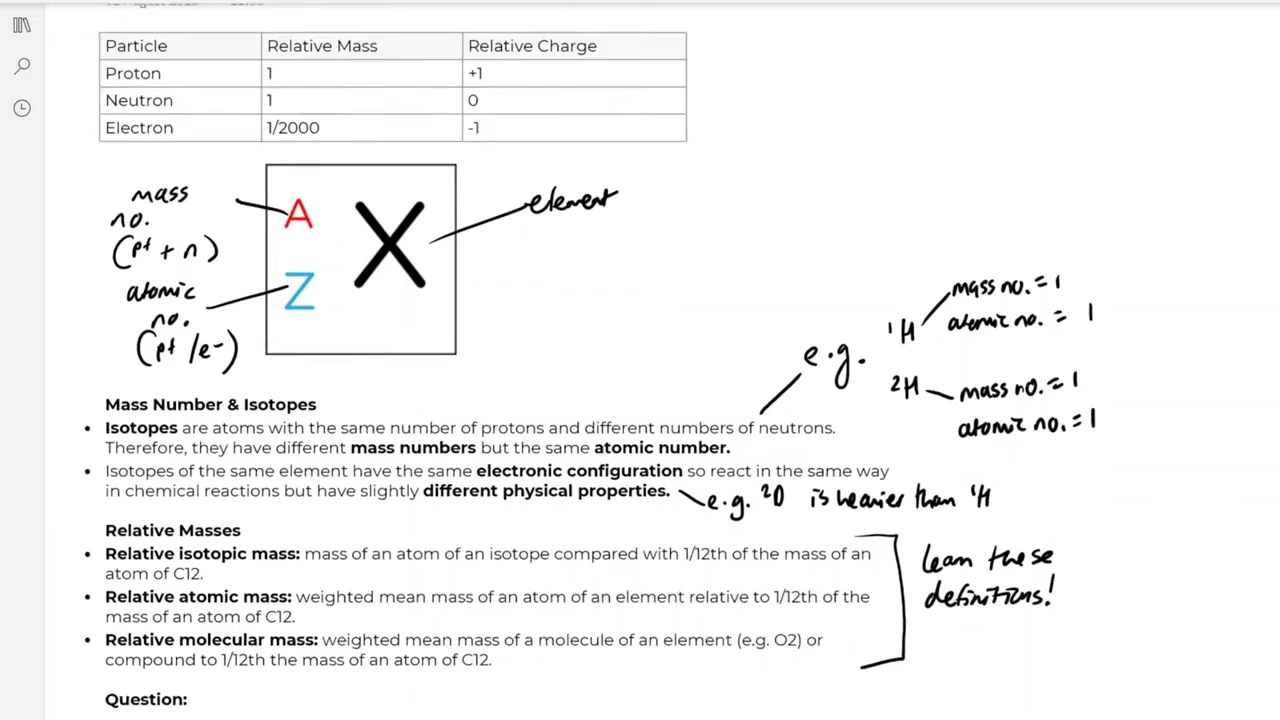 Particle Relative Mass Relative Charge
Proton 1 +1
Neutron 1 0
Electron 1/2000 -1
mass
no.
(p+ + n)
atomic
no.
(p+ /e-)
A
Z
X
element
e.g.
¹H
mass no. = 1
atomic no. = 1
²H
mass no. = 1
atomic no. = 1
Mass Number & Isotopes
• Isotopes are atoms with the same number of protons and different numbers of neutrons.
Therefore, they have different mass numbers but the same atomic number.
• Isotopes of the same element have the same electronic configuration so react in the same way
in chemical reactions but have slightly different physical properties.
e.g. ²D is heavier than ¹H
Relative Masses
• Relative isotopic mass: mass of an atom of an isotope compared with 1/12th of the mass of an
atom of C12.
• Relative atomic mass: weighted mean mass of an atom of an element relative to 1/12th of the
mass of an atom of C12.
• Relative molecular mass: weighted mean mass of a molecule of an element (e.g. O2) or
compound to 1/12th the mass of an atom of C12.
learn these
definitions!
Question: